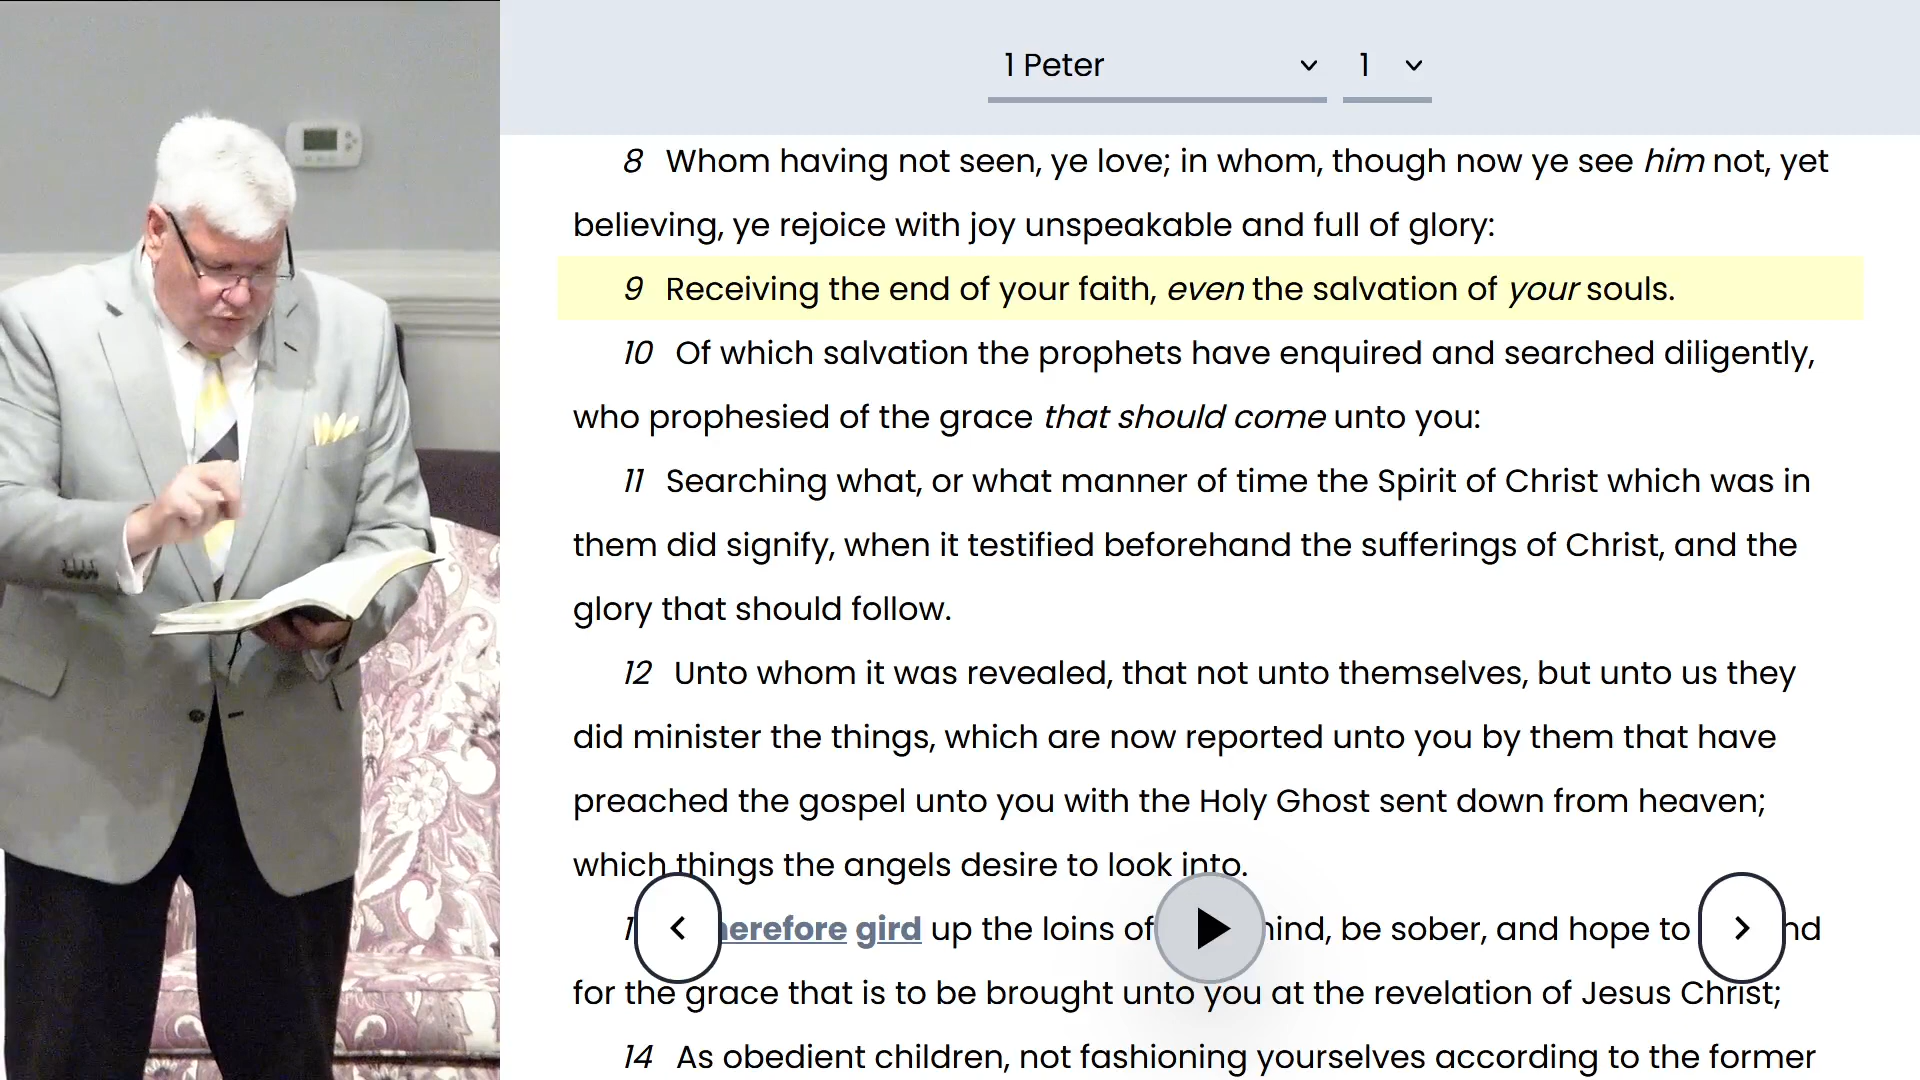 1 Peter 1
8 Whom having not seen, ye love; in whom, though now ye see him not, yet
believing, ye rejoice with joy unspeakable and full of glory:
9 Receiving the end of your faith, even the salvation of your souls.
10 Of which salvation the prophets have enquired and searched diligently,
who prophesied of the grace that should come unto you:
11 Searching what, or what manner of time the Spirit of Christ which was in
them did signify, when it testified beforehand the sufferings of Christ, and the
glory that should follow.
12 Unto whom it was revealed, that not unto themselves, but unto us they
did minister the things, which are now reported unto you by them that have
preached the gospel unto you with the Holy Ghost sent down from heaven;
which things the angels desire to look into.
gird up the loins of be sober, and hope to
for the grace that is to be brought unto you at the revelation of Jesus Christ;
14 As obedient children, not fashioning yourselves according to the former